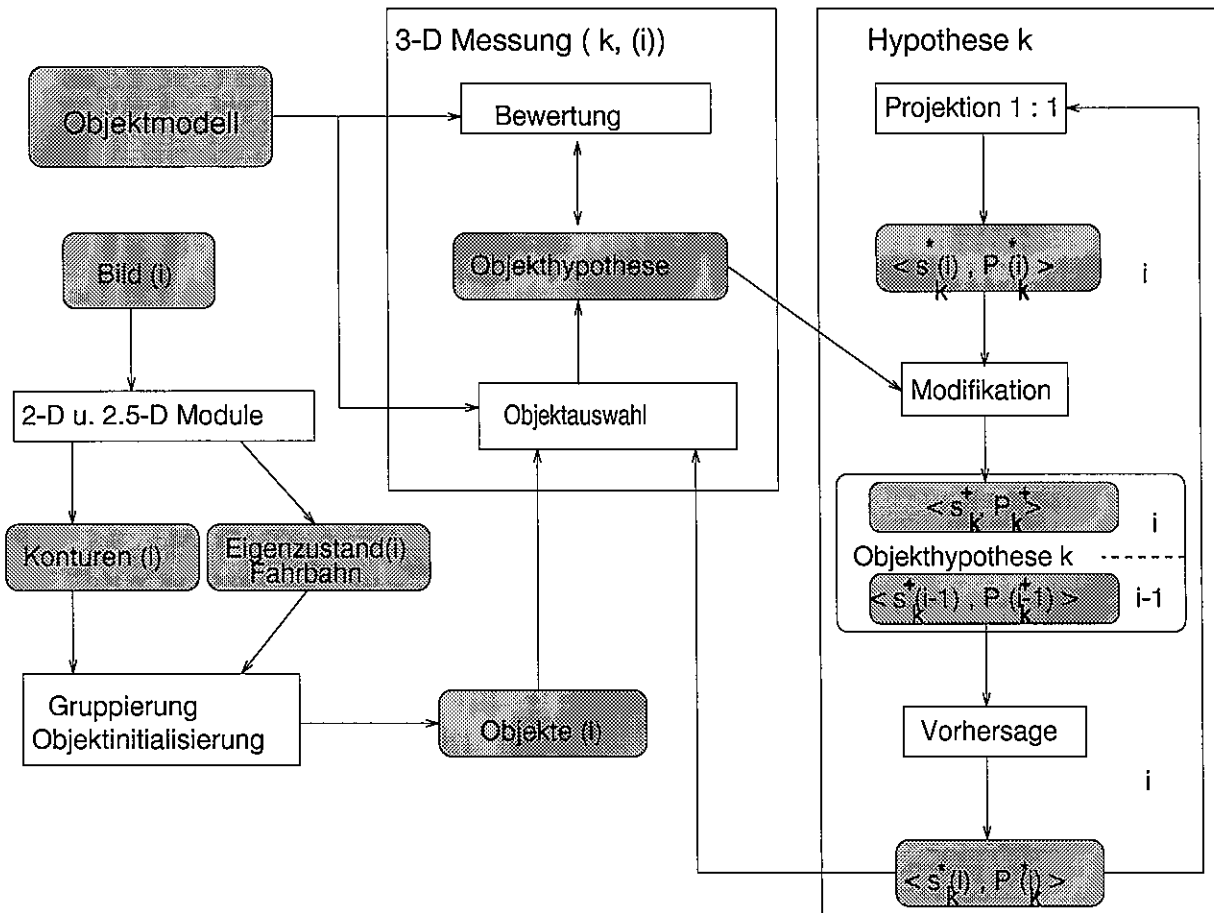 3-D Messung ( k, (i))
Hypothese k
Objektmodell
Bewertung
Projektion 1 : 1
Bild (i)
Objekthypothese
< s*k(i) , P*k(i) >
i
2-D u. 2.5-D Module
Objektauswahl
Modifikation
Konturen (i)
Eigenzustand(i)
Fahrbahn
< s+k, P+k >
i
Objekthypothese k
< s+k(i-1) , P+k(i-1) >
i-1
Gruppierung
Objektinitialisierung
Objekte (i)
Vorhersage
i
< s*k(i) , P*k(i) >